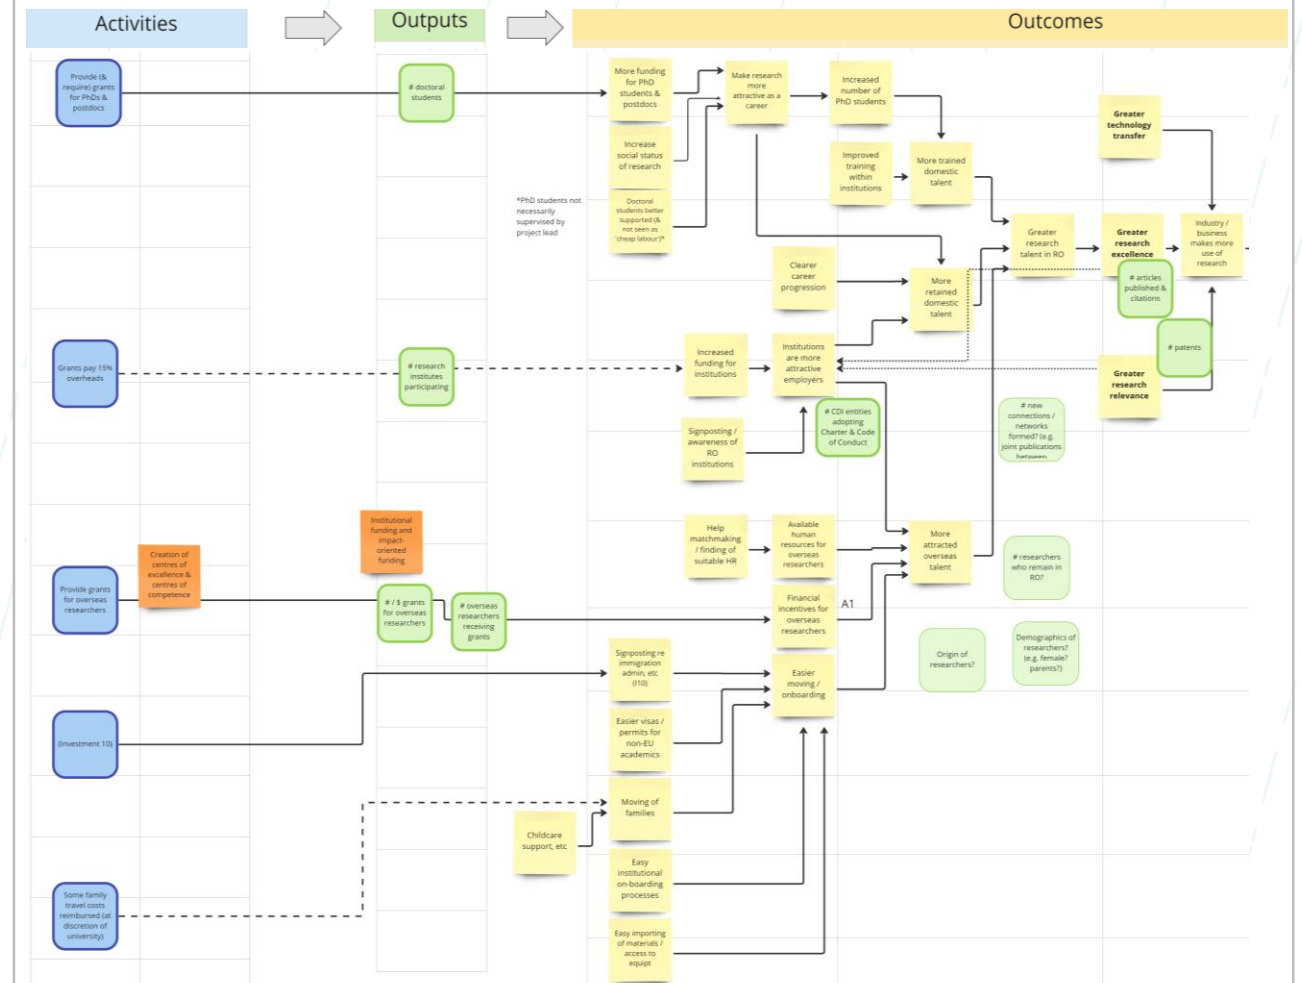 Activities
Outputs
Outcomes
Provide (&
require) grants
for PhDs &
postdocs
# doctoral
students
More funding
for PhD
students &
postdocs
Make research
more
attractive as a
career
Increased
number of
PhD students
Greater
technology
transfer
Increase
social status
of research
Improved
training
within
institutions
More trained
domestic
talent
*PhD students not
necessarily
supervised by
project lead
Doctoral
students better
supported (&
not seen as
'cheap labour')*
Greater
research
talent in RO
Greater
research
excellence
Industry /
business
makes more
use of
research
Clearer
career
progression
More
retained
domestic
talent
# articles
published &
citations
Grants pay 15%
overheads
# research
institutes
participating
Increased
funding for
institutions
Institutions
are more
attractive
employers
# patents
Greater
research
relevance
Signposting /
awareness of
RO
institutions
# CDI entities
adopting
Charter & Code
of Conduct
# new
connections /
networks
formed? (e.g.
joint publications
between
Institutional
funding and
impact-
oriented
funding
Creation of
centres of
excellence &
centres of
competence
Help
matchmaking
/ finding of
suitable HR
Available
human
resources for
overseas
researchers
More
attracted
overseas
talent
# researchers
who remain in
RO?
Provide grants
for overseas
researchers
# / $ grants
for overseas
researchers
# overseas
researchers
receiving
grants
Financial
incentives for
overseas
researchers
A1
Signposting re
immigration
admin, etc
(I10)
Easier
moving /
onboarding
Origin of
researchers?
Demographics of
researchers?
(e.g. female?
parents?)
(Investment 10)
Easier visas /
permits for
non-EU
academics
Moving of
families
Childcare
support, etc
Easy
institutional
on-boarding
processes
Some family
travel costs
reimbursed (at
discretion of
university)
Easy importing
of materials /
access to
equipt